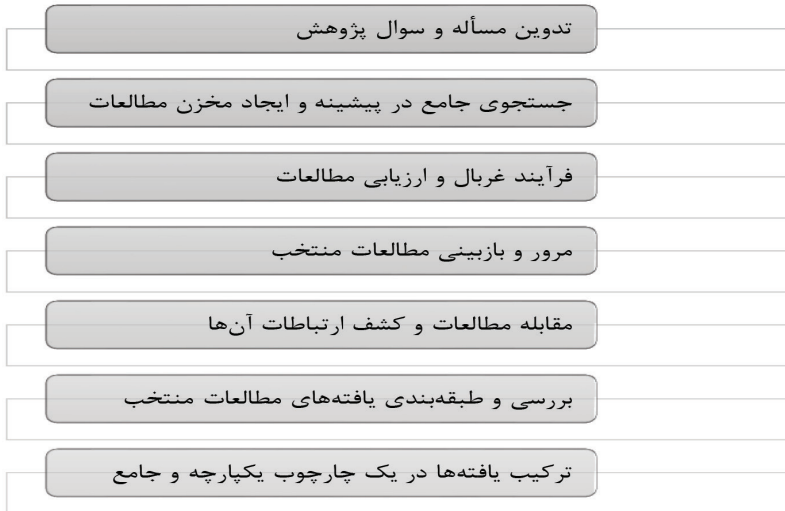 تدوین مسأله و سوال پژوهش
جستجوی جامع در پیشینه و ایجاد مخزن مطالعات
فرآیند غربال و ارزیابی مطالعات
مرور و بازبینی مطالعات منتخب
مقابله مطالعات و کشف ارتباطات آن‌ها
بررسی و طبقه‌بندی یافته‌های مطالعات منتخب
ترکیب یافته‌ها در یک چارچوب یکپارچه و جامع